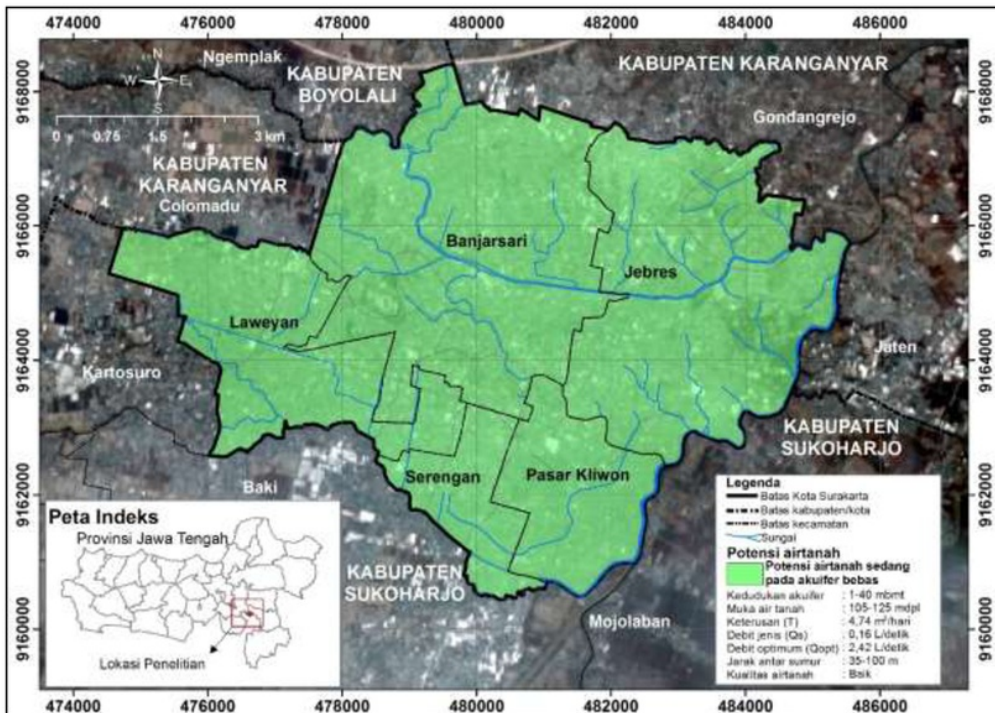 474000 476000 478000 480000 482000 484000 486000
9168000
9166000
9164000
9162000
9160000
N
W E
S
0 0.75 1.5 3 km
Ngemplak
KABUPATEN
BOYOLALI
KABUPATEN KARANGANYAR
Gondangrejo
KABUPATEN
KARANGANYAR
Colomadu
Banjarsari
Jebres
Laweyan
Kartosuro
Jaten
KABUPATEN
SUKOHARJO
Serengan
Pasar Kliwon
Baki
KABUPATEN
SUKOHARJO
Mojolaban
Peta Indeks
Provinsi Jawa Tengah
Lokasi Penelitian
Legenda
Batas Kota Surakarta
Batas kabupaten/kota
Batas kecamatan
Sungai
Potensi airtanah
Potensi airtanah sedang
pada akuifer bebas
Kedudukan akuifer : 1-40 mbmt
Muka air tanah : 105-125 mdpl
Keterusan (T) : 4,74 m²/hari
Debit jenis (Qs) : 0,16 L/detik
Debit optimum (Qopt) : 2,42 L/detik
Jarak antar sumur : 35-100 m
Kualitas airtanah : Baik
9168000
9166000
9164000
9162000
9160000
474000 476000 478000 480000 482000 484000 486000